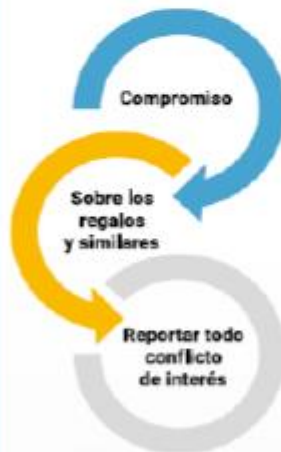 Compromiso
Sobre los
regalos
y similares
Reportar todo
conflicto
de interés